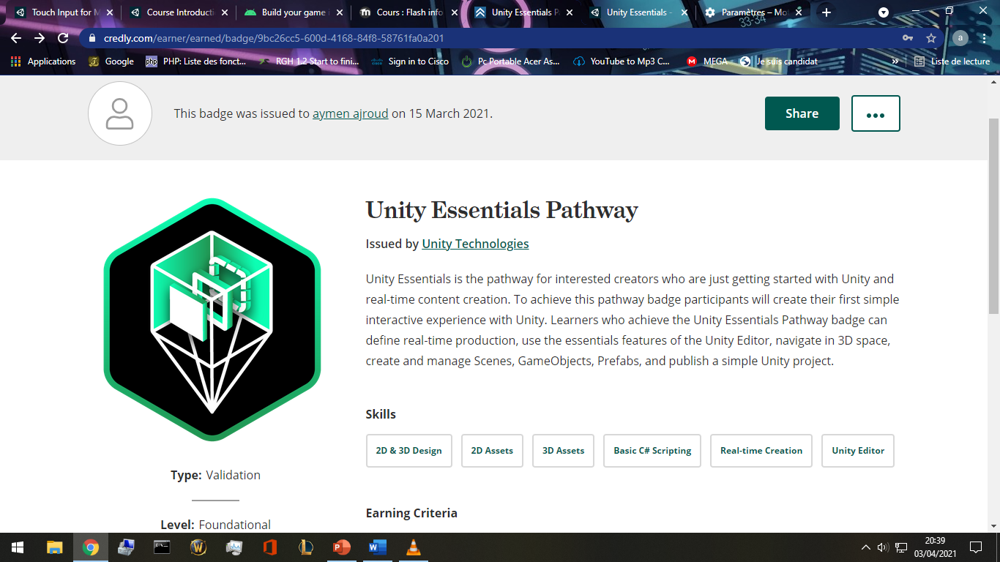 Touch Input for M
Course Introducti
Build your game i
Cours : Flash info
Unity Essentials P
Unity Essentials -
Paramètres – Mo
33-34
credly.com/earner/earned/badge/9bc26cc5-600d-4168-84f8-58761fa0a201
a
Applications
Google
php
PHP: Liste des fonct...
RGH 1.2 Start to fini...
Sign in to Cisco
Pc Portable Acer As...
YouTube to Mp3 C...
MEGA
Je suis candidat
»
Liste de lecture
This badge was issued to aymen ajroud on 15 March 2021.
Share
Unity Essentials Pathway
Issued by Unity Technologies
Unity Essentials is the pathway for interested creators who are just getting started with Unity and
real-time content creation. To achieve this pathway badge participants will create their first simple
interactive experience with Unity. Learners who achieve the Unity Essentials Pathway badge can
define real-time production, use the essentials features of the Unity Editor, navigate in 3D space,
create and manage Scenes, GameObjects, Prefabs, and publish a simple Unity project.
Skills
2D & 3D Design
2D Assets
3D Assets
Basic C# Scripting
Real-time Creation
Unity Editor
Type: Validation
Earning Criteria
Level: Foundational
20:39
03/04/2021